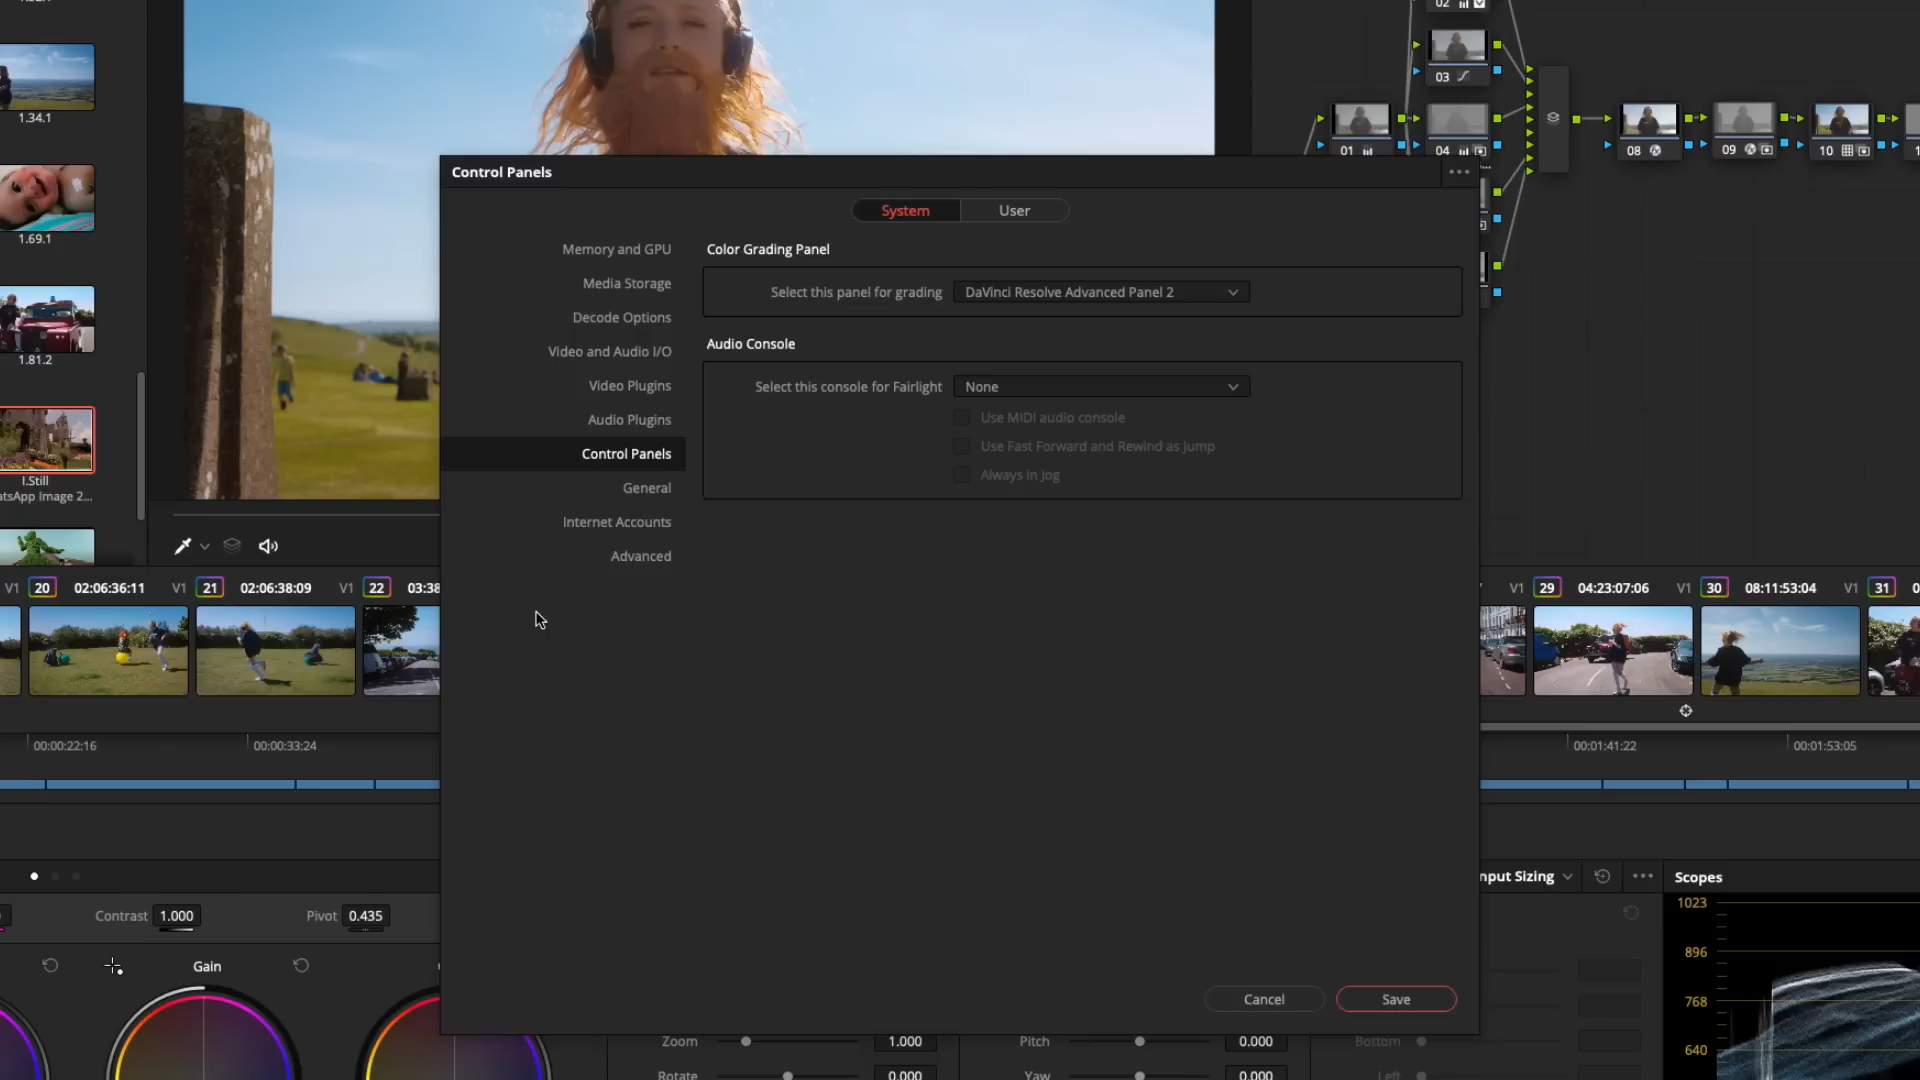 1.34.1
1.69.1
1.81.2
I.Still
atsApp Image 2...
02
03
01
04
08
09
10
Control Panels
System
User
Memory and GPU
Media Storage
Decode Options
Video and Audio I/O
Video Plugins
Audio Plugins
Control Panels
General
Internet Accounts
Advanced
Color Grading Panel
Select this panel for grading
DaVinci Resolve Advanced Panel 2
Audio Console
Select this console for Fairlight
None
Use MIDI audio console
Use Fast Forward and Rewind as Jump
Always in Jog
Cancel
Save
V1 20 02:06:36:11
V1 21 02:06:38:09
V1 22 03:38
V1 29 04:23:07:06
V1 30 08:11:53:04
V1 31 0
00:00:22:16
00:00:33:24
00:01:41:22
00:01:53:05
nput Sizing
Scopes
Contrast 1.000
Pivot 0.435
Gain
1023
896
768
640
Zoom 1.000
Pitch 0.000
Bottom
Rotate 0.000
Yaw 0.000
Left